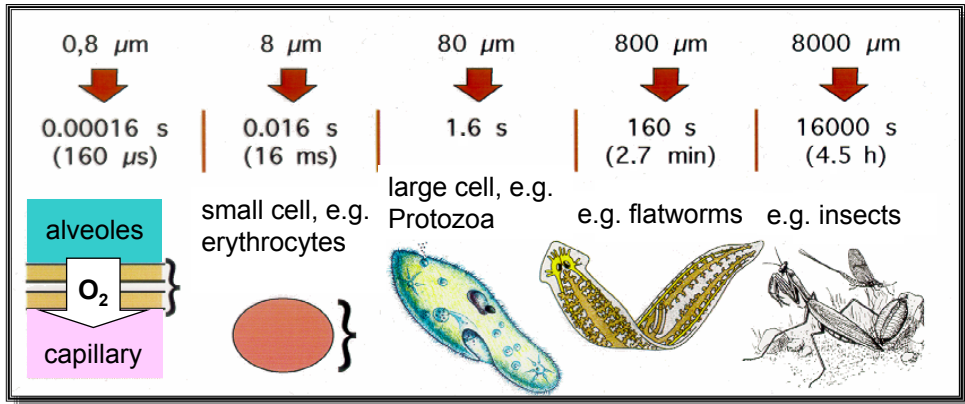 0,8 µm
8 µm
80 µm
800 µm
8000 µm
0.00016 s
(160 µs)
0.016 s
(16 ms)
1.6 s
160 s
(2.7 min)
16000 s
(4.5 h)
alveoles
O2
capillary
small cell, e.g.
erythrocytes
large cell, e.g.
Protozoa
e.g. flatworms
e.g. insects